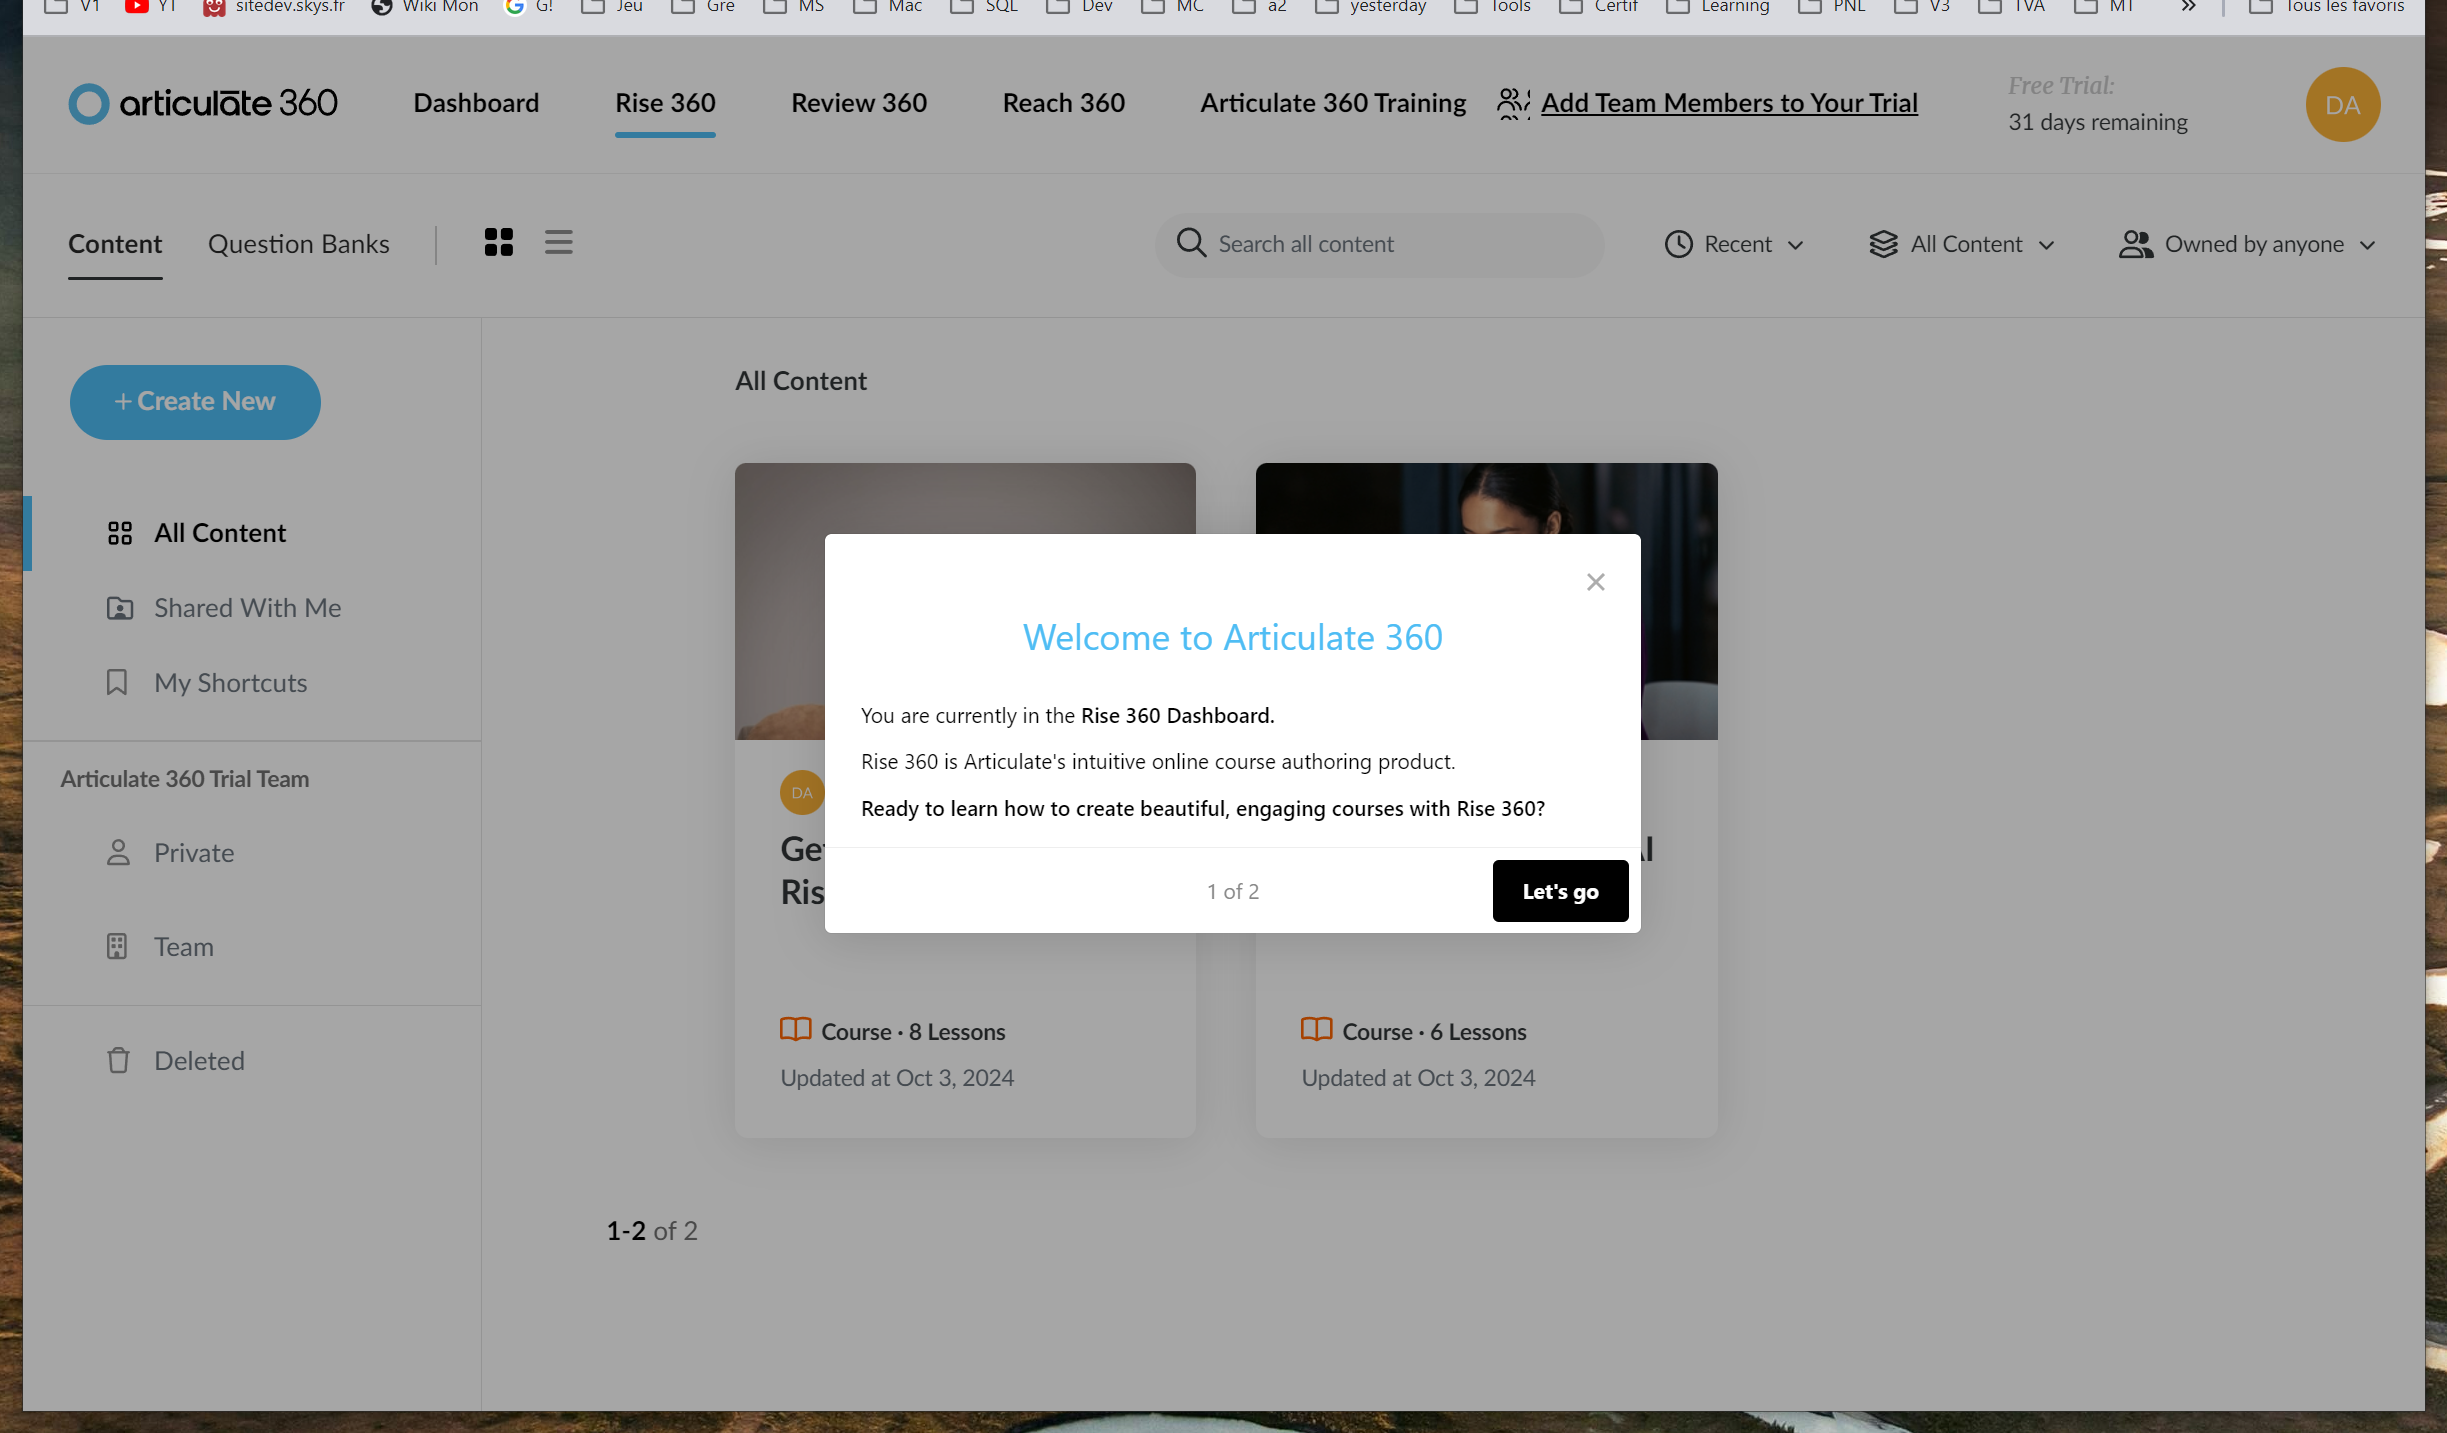 V1 YT sitedev.skys.fr Wiki Mon G! Jeu Gre MS Mac SQL Dev MC a2 yesterday Tools Certif Learning PNL V3 TVA MT » Tous les favoris
articulate 360 Dashboard Rise 360 Review 360 Reach 360 Articulate 360 Training Add Team Members to Your Trial
Free Trial:
31 days remaining
DA
Content Question Banks Search all content Recent All Content Owned by anyone
+ Create New
All Content
Shared With Me
My Shortcuts
Articulate 360 Trial Team
Private
Team
Deleted
All Content
Welcome to Articulate 360
You are currently in the Rise 360 Dashboard.
Rise 360 is Articulate's intuitive online course authoring product.
Ready to learn how to create beautiful, engaging courses with Rise 360?
1 of 2 Let's go
DA
Course · 8 Lessons
Updated at Oct 3, 2024
Course · 6 Lessons
Updated at Oct 3, 2024
1-2 of 2